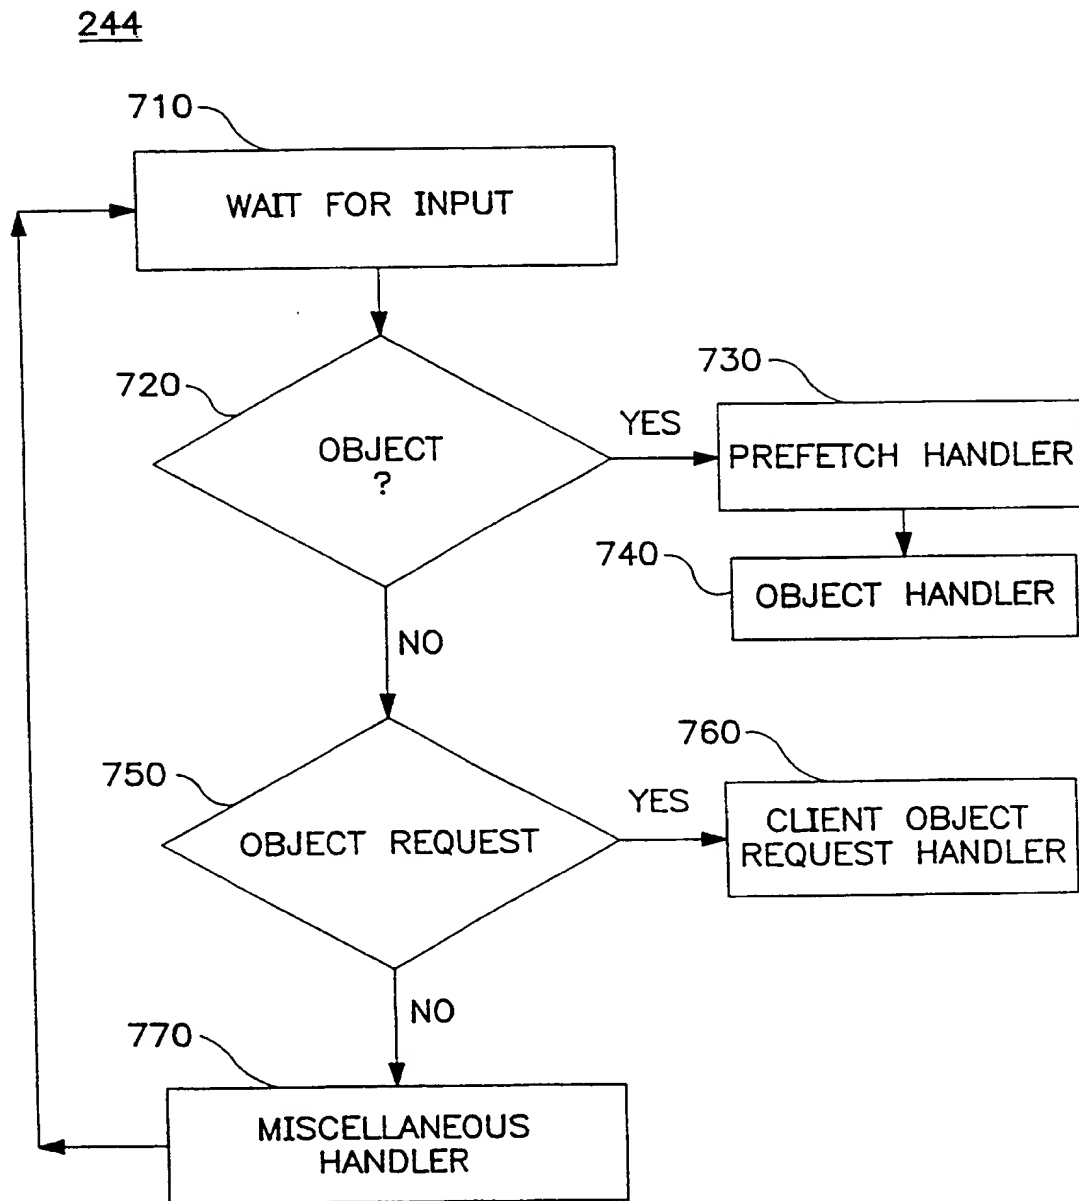 244
710
WAIT FOR INPUT
720
OBJECT
?
YES
730
PREFETCH HANDLER
740
OBJECT HANDLER
NO
750
OBJECT REQUEST
YES
760
CLIENT OBJECT
REQUEST HANDLER
NO
770
MISCELLANEOUS
HANDLER